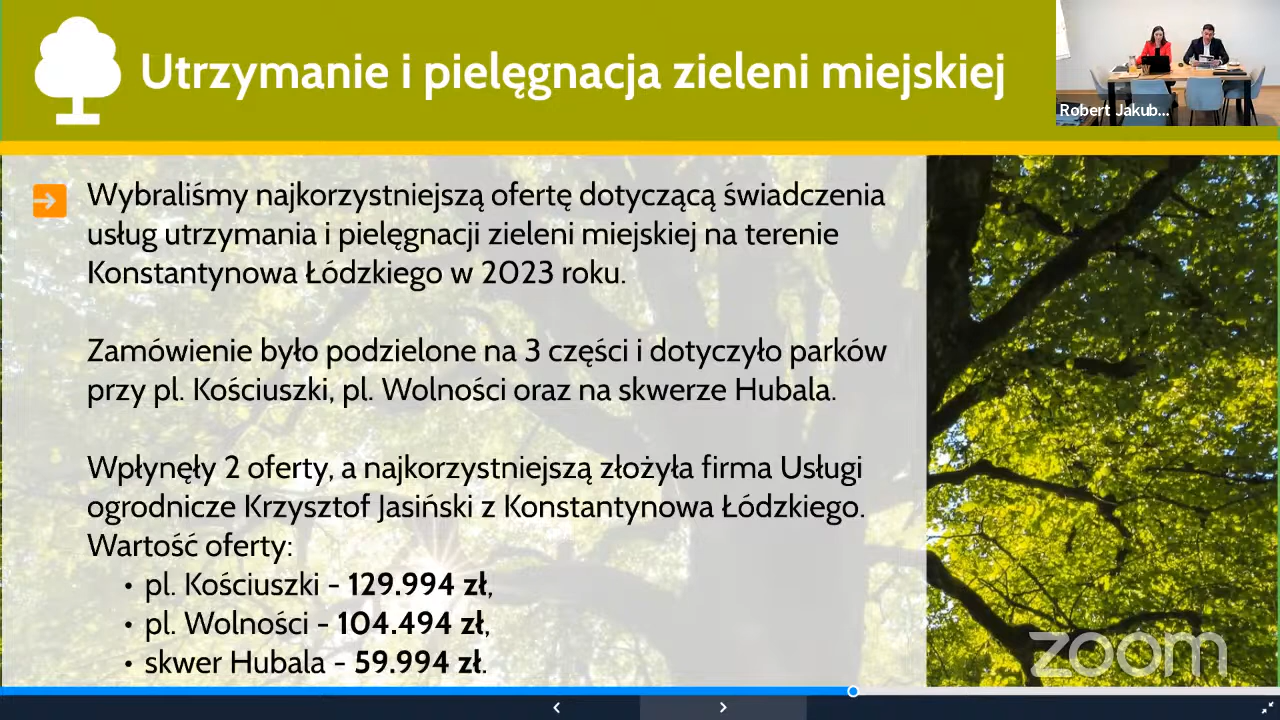 Utrzymanie i pielęgnacja zieleni miejskiej
Robert Jakub...
Wybraliśmy najkorzystniejszą ofertę dotyczącą świadczenia
usług utrzymania i pielęgnacji zieleni miejskiej na terenie
Konstantynowa Łódzkiego w 2023 roku.
Zamówienie było podzielone na 3 części i dotyczyło parków
przy pl. Kościuszki, pl. Wolności oraz na skwerze Hubala.
Wpłynęły 2 oferty, a najkorzystniejszą złożyła firma Usługi
ogrodnicze Krzysztof Jasiński z Konstantynowa Łódzkiego.
Wartość oferty:
• pl. Kościuszki - 129.994 zł,
• pl. Wolności - 104.494 zł,
• skwer Hubala - 59.994 zł.
zoom